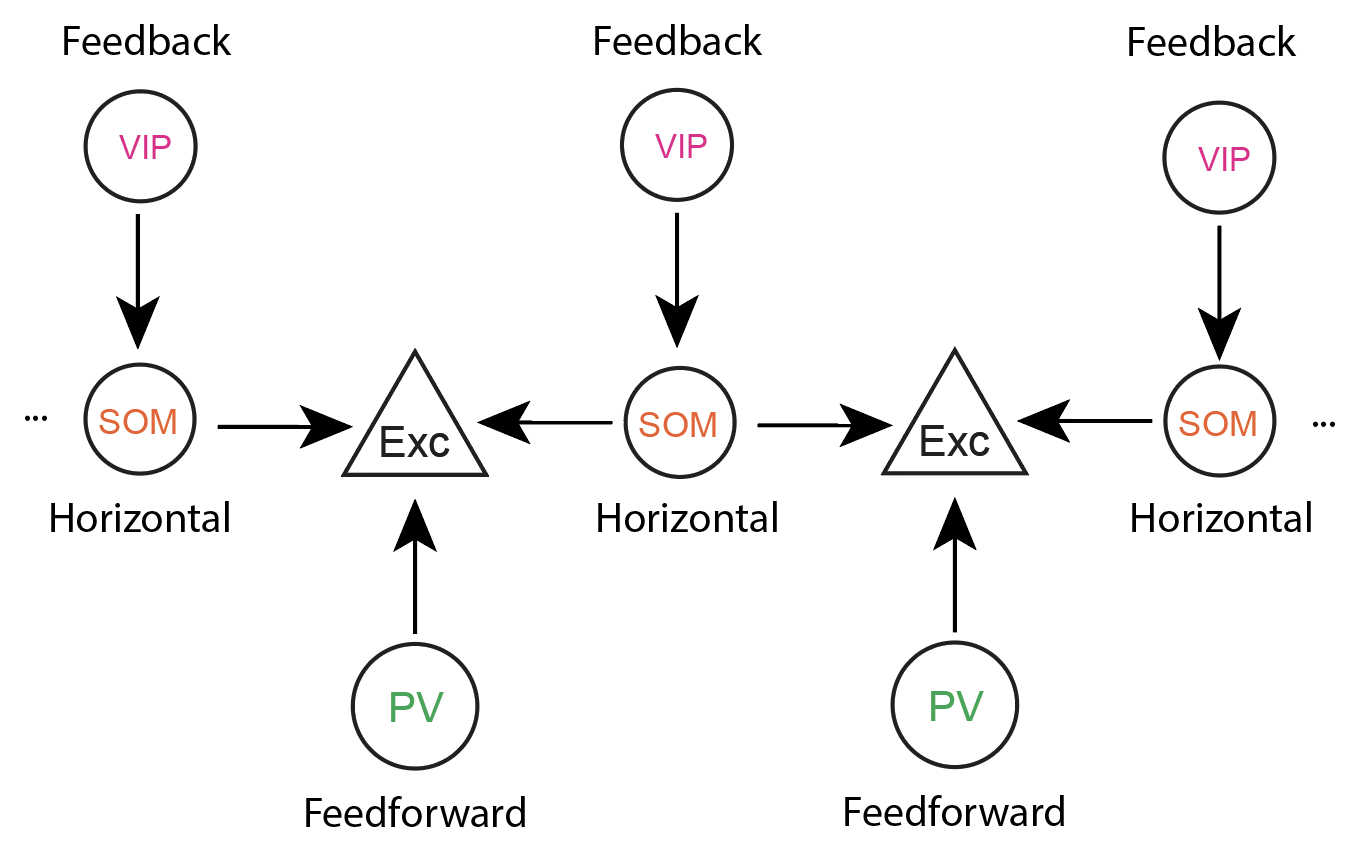 Feedback Feedback Feedback
VIP VIP VIP
... SOM Exc SOM Exc SOM ...
Horizontal Horizontal Horizontal
PV PV
Feedforward Feedforward